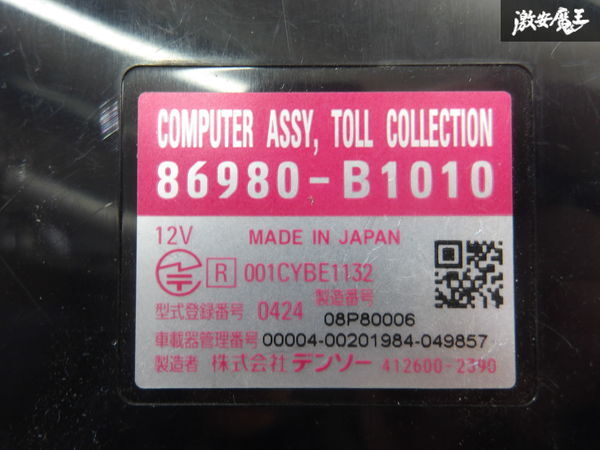 激安魔王
COMPUTER ASSY, TOLL COLLECTION
86980-B1010
12V MADE IN JAPAN
R 001CYBE1132
型式登録番号 0424 製造番号 08P80006
車載器管理番号 00004-00201984-049857
製造者 株式会社 デンソー 412600-2390